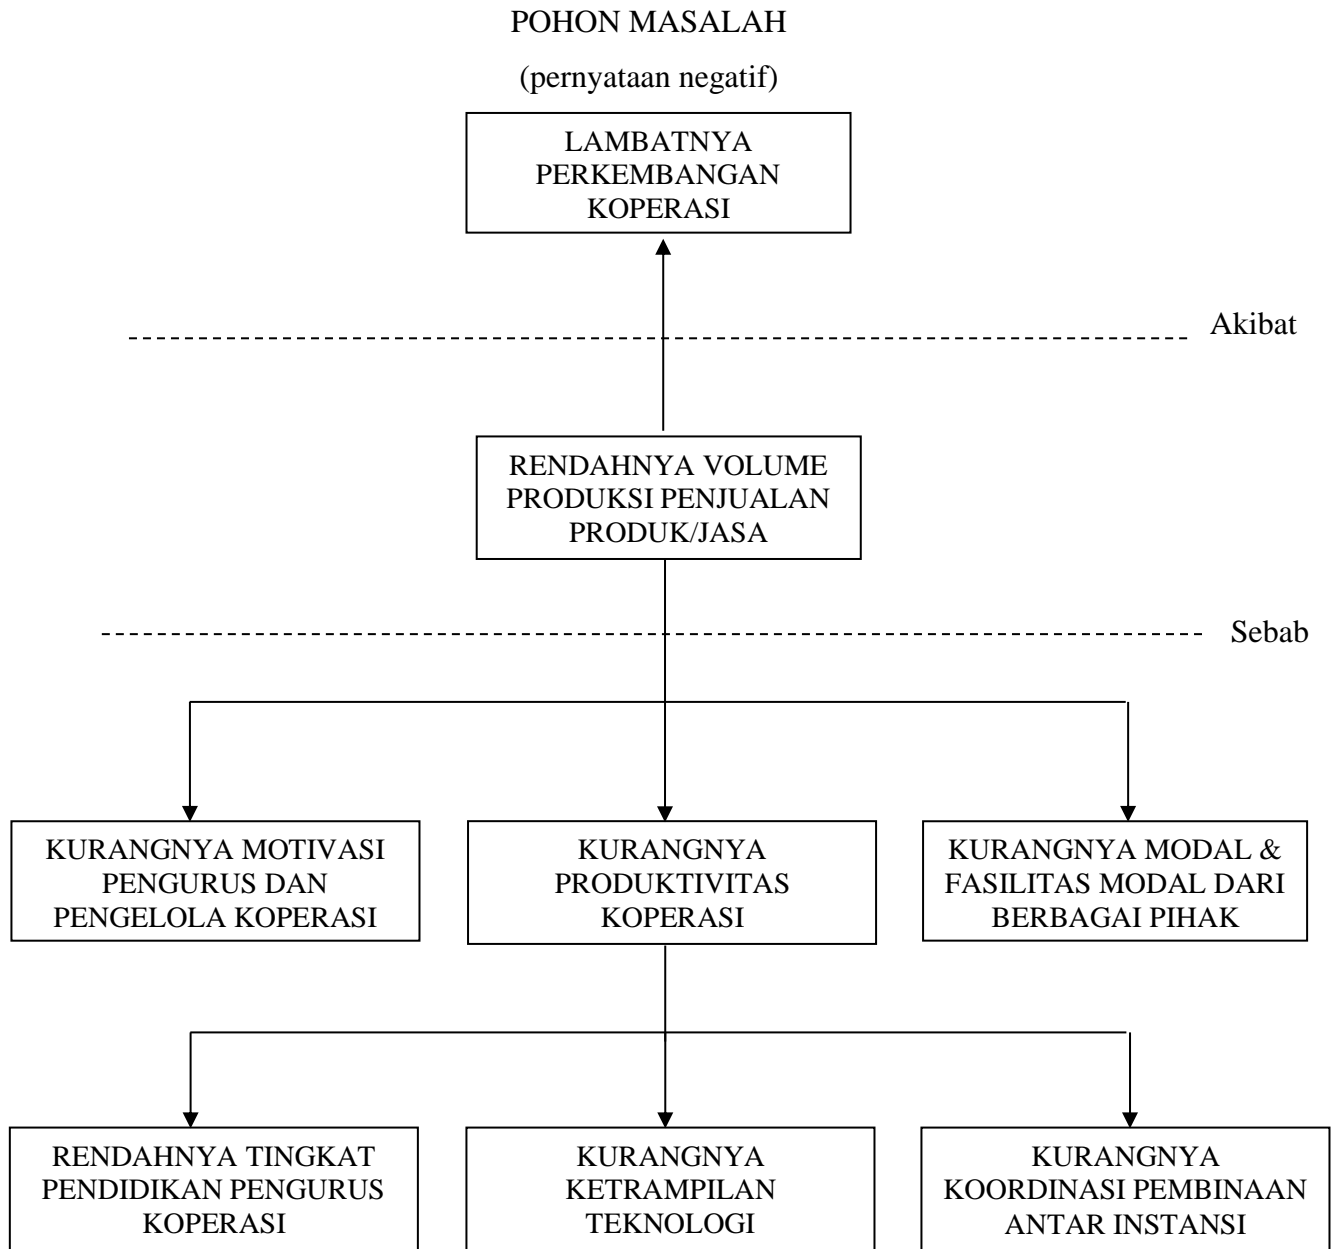 POHON MASALAH
(pernyataan negatif)
LAMBATNYA
PERKEMBANGAN
KOPERASI
Akibat
RENDAHNYA VOLUME
PRODUKSI PENJUALAN
PRODUK/JASA
Sebab
KURANGNYA MOTIVASI
PENGURUS DAN
PENGELOLA KOPERASI
KURANGNYA
PRODUKTIVITAS
KOPERASI
KURANGNYA MODAL &
FASILITAS MODAL DARI
BERBAGAI PIHAK
RENDAHNYA TINGKAT
PENDIDIKAN PENGURUS
KOPERASI
KURANGNYA
KETRAMPILAN
TEKNOLOGI
KURANGNYA
KOORDINASI PEMBINAAN
ANTAR INSTANSI